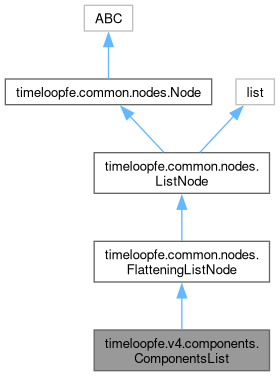 ABC
timeloopfe.common.nodes.Node
list
timeloopfe.common.nodes.
ListNode
timeloopfe.common.nodes.
FlatteningListNode
timeloopfe.v4.components.
ComponentsList